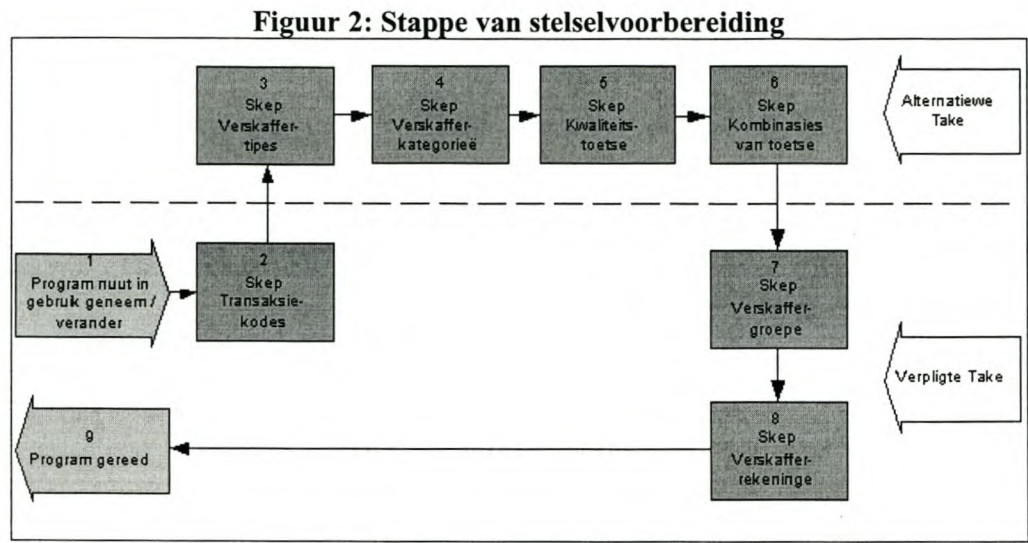 Figuur 2: Stappe van stelselvoorbereiding
3
Skep
Verskaffer-
tipes
4
Skep
Verskaffer-
kategorieë
5
Skep
Kwaliteits-
toetse
6
Skep
Kombinasies
van toetse
Alternatiewe
Take
1
Program nuut in
gebruik geneem /
verander
2
Skep
Transaksie-
kodes
7
Skep
Verskaffer-
groepe
Verpligte Take
8
Skep
Verskaffer-
rekeninge
9
Program gereed